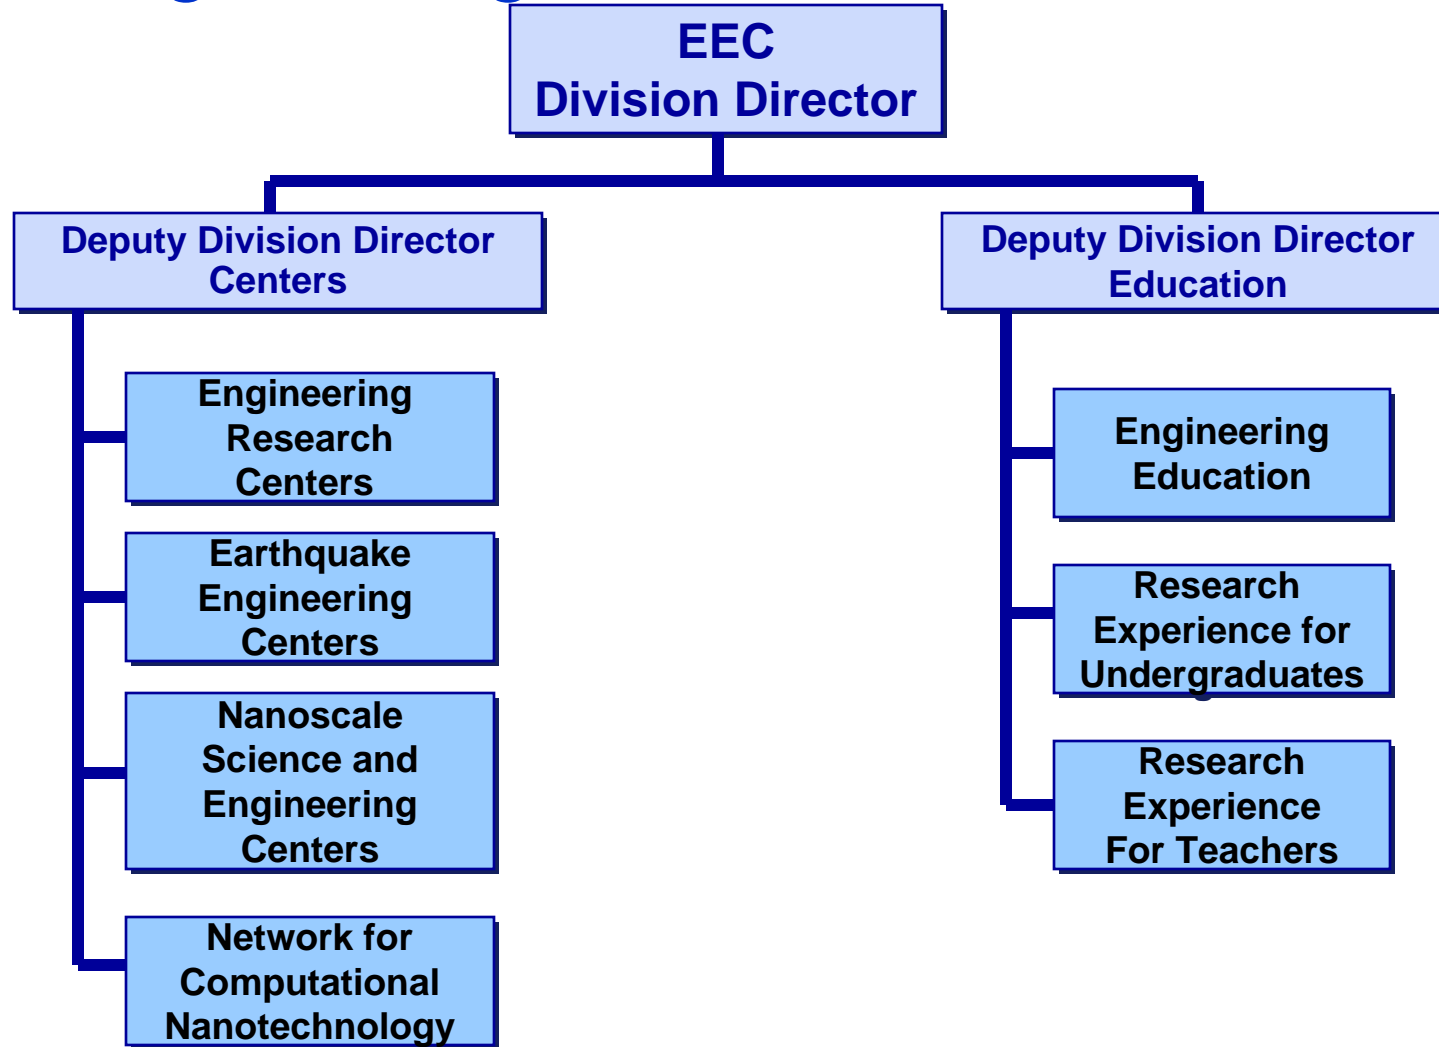 EEC
Division Director
Deputy Division Director
Centers
Deputy Division Director
Education
Engineering
Research
Centers
Earthquake
Engineering
Centers
Nanoscale
Science and
Engineering
Centers
Network for
Computational
Nanotechnology
Engineering
Education
Research
Experience for
Undergraduates
Research
Experience
For Teachers